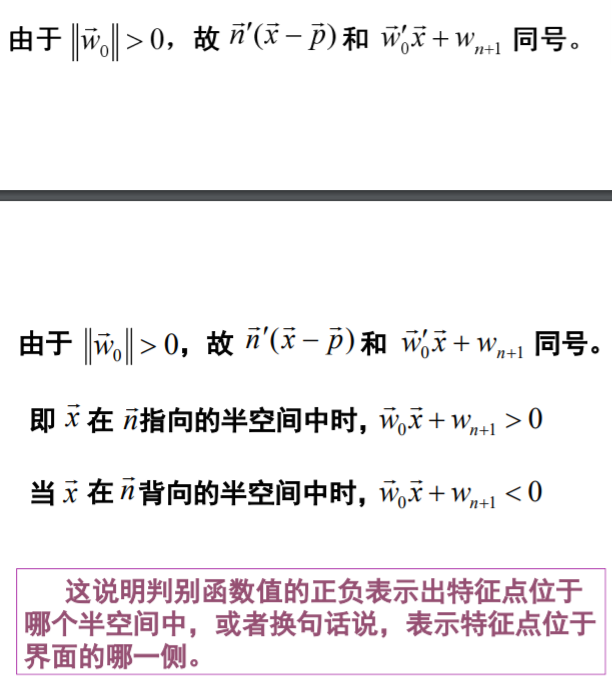 由于 $\|\vec{w}_0\| > 0$，故 $\vec{n}'(\vec{x} - \vec{p})$ 和 $\vec{w}_0'\vec{x} + w_{n+1}$ 同号。
由于 $\|\vec{w}_0\| > 0$，故 $\vec{n}'(\vec{x} - \vec{p})$ 和 $\vec{w}_0'\vec{x} + w_{n+1}$ 同号。
即 $\vec{x}$ 在 $\vec{n}$ 指向的半空间中时，$\vec{w}_0\vec{x} + w_{n+1} > 0$
当 $\vec{x}$ 在 $\vec{n}$ 背向的半空间中时，$\vec{w}_0\vec{x} + w_{n+1} < 0$
这说明判别函数值的正负表示出特征点位于
哪个半空间中，或者换句话说，表示特征点位于
界面的哪一侧。